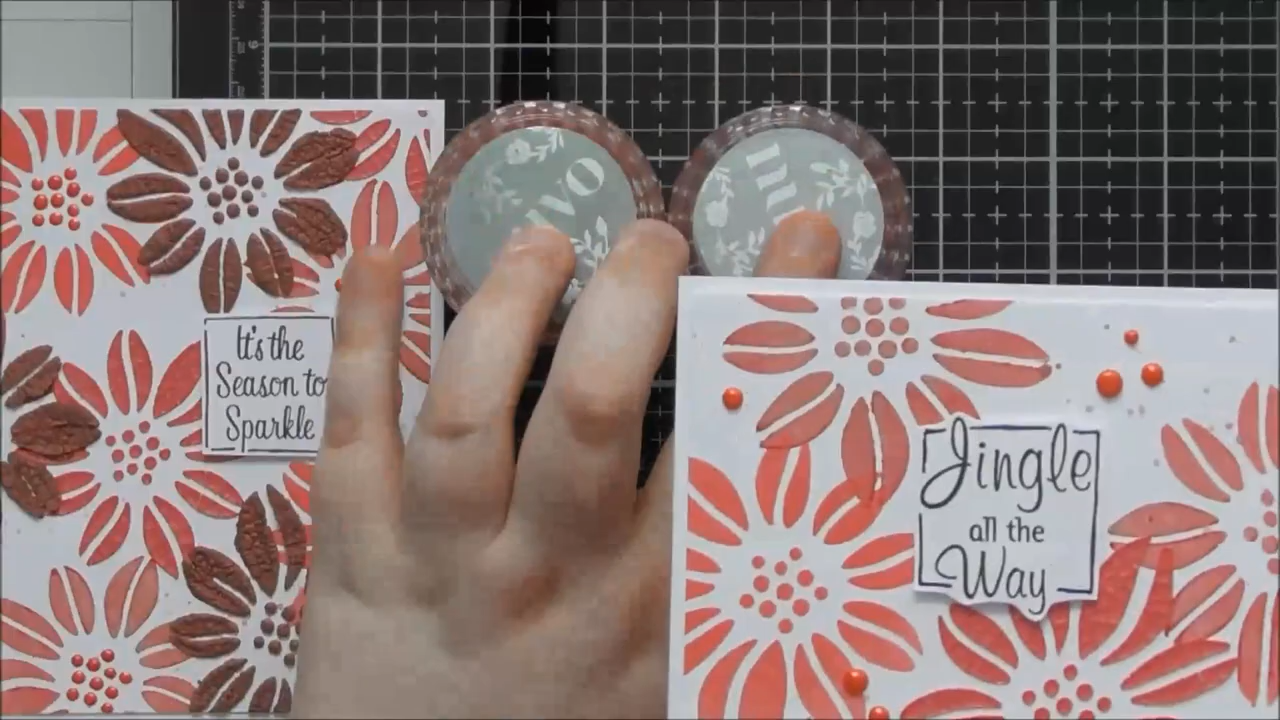 It's the
Season to
Sparkle
Jingle
all the
Way